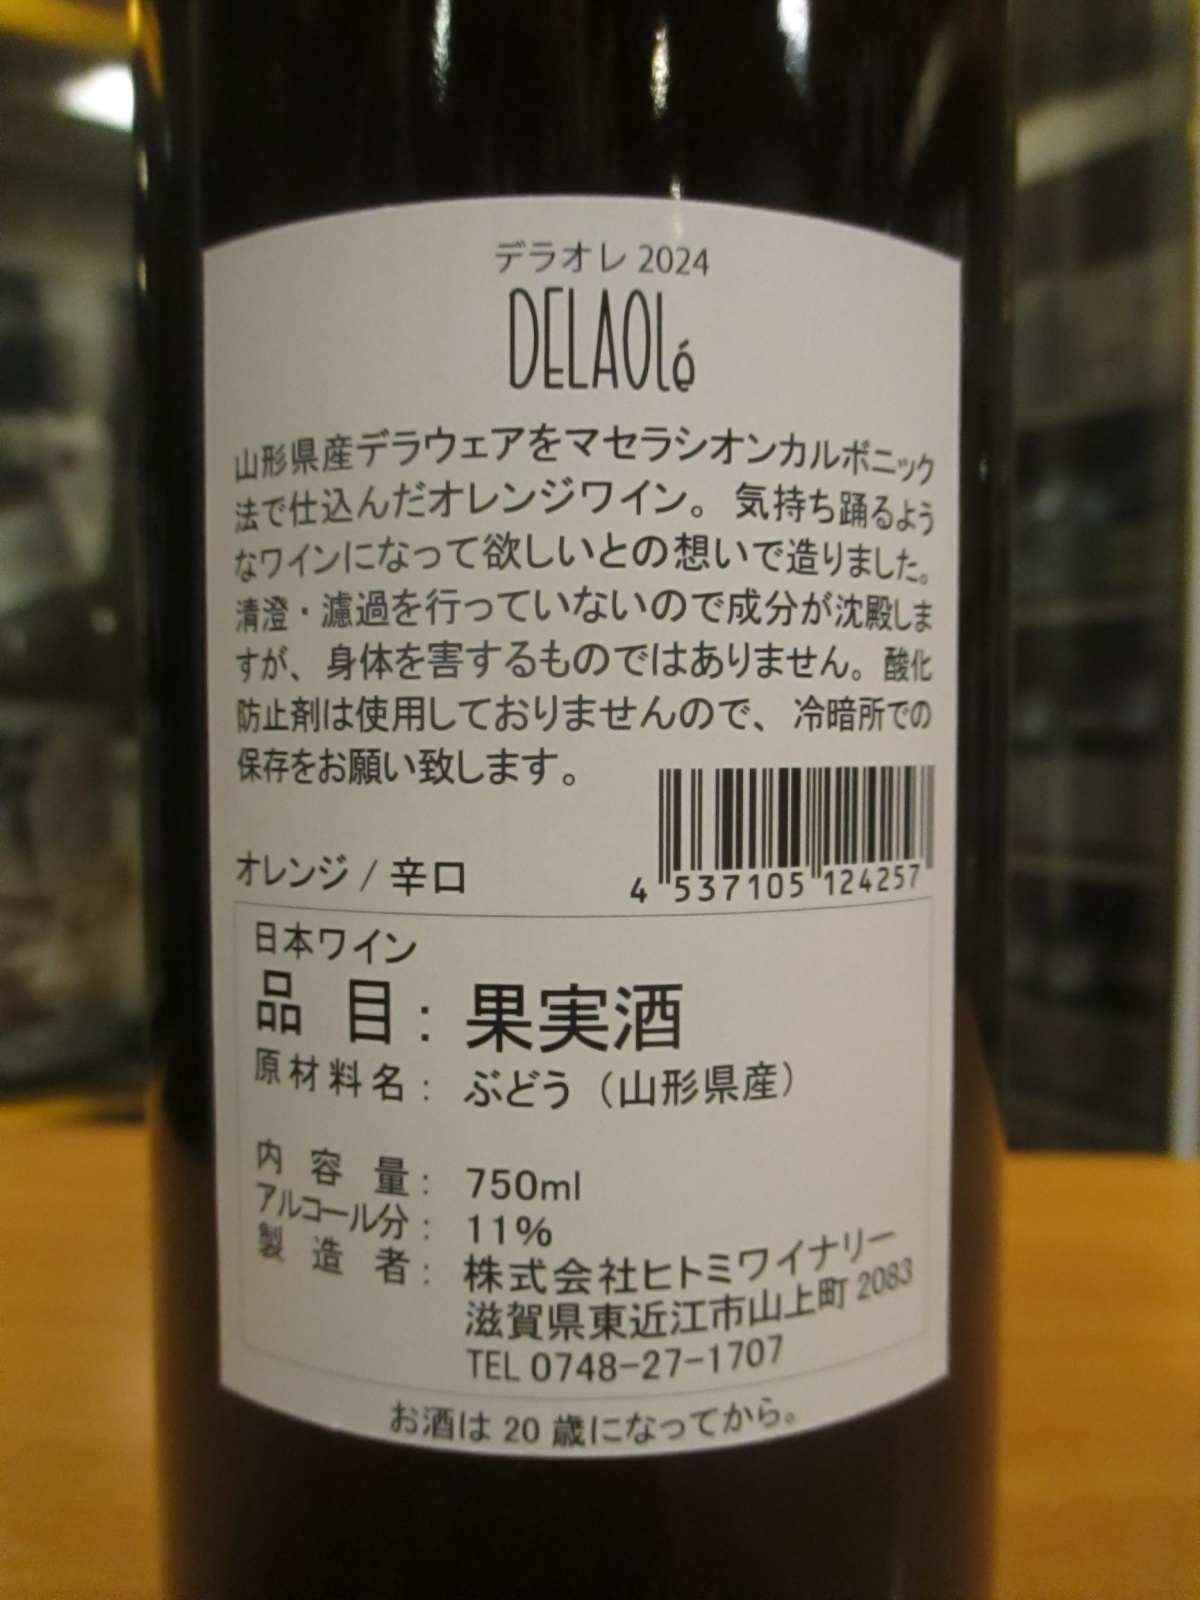 デラオレ 2024
DELAOlé
山形県産デラウェアをマセラシオンカルボニック
法で仕込んだオレンジワイン。気持ち踊るよう
なワインになって欲しいとの想いで造りました。
清澄・濾過を行っていないので成分が沈殿しま
すが、身体を害するものではありません。酸化
防止剤は使用しておりませんので、冷暗所での
保存をお願い致します。
オレンジ / 辛口
4 537105 124257
日本ワイン
品目: 果実酒
原材料名: ぶどう（山形県産）
内容量: 750ml
アルコール分: 11%
製造者: 株式会社ヒトミワイナリー
滋賀県東近江市山上町 2083
TEL 0748-27-1707
お酒は 20 歳になってから。